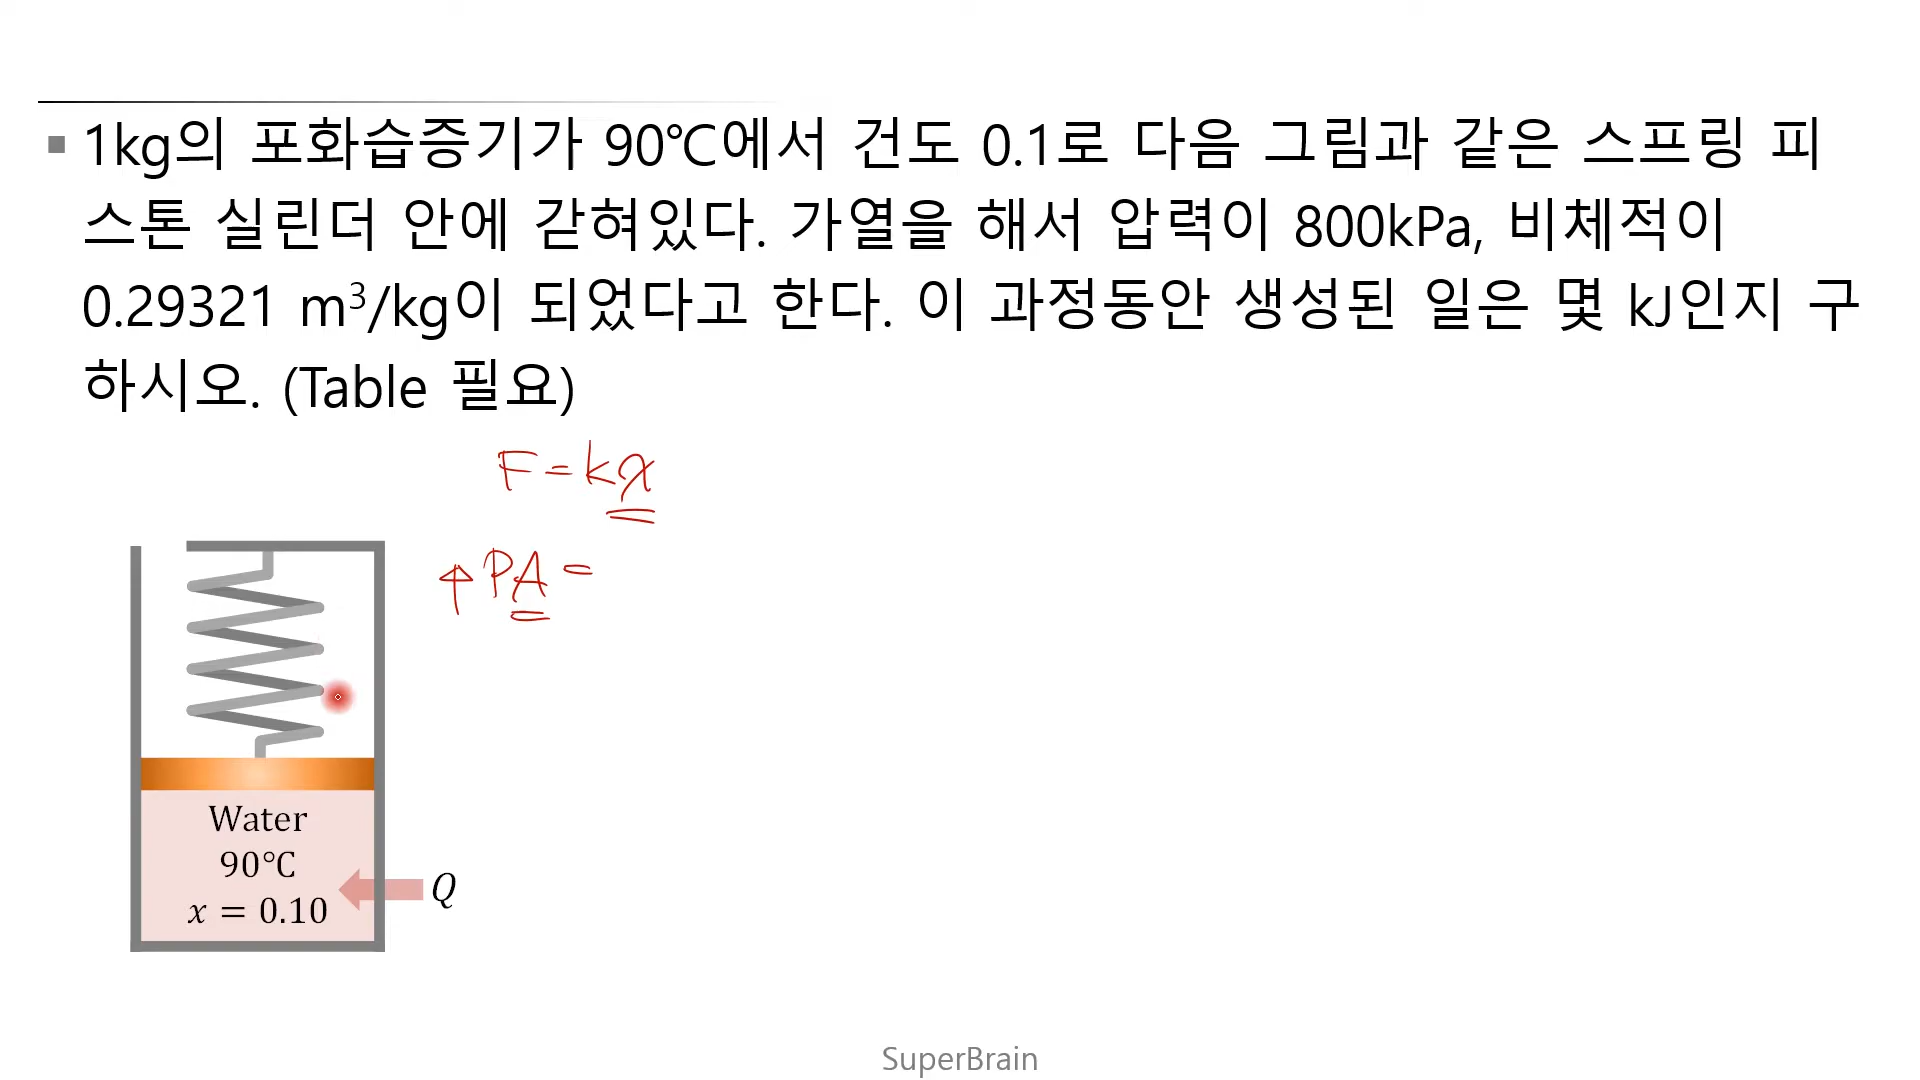 ▪ 1kg의 포화습증기가 90℃에서 건도 0.1로 다음 그림과 같은 스프링 피
스톤 실린더 안에 갇혀있다. 가열을 해서 압력이 800kPa, 비체적이
0.29321 m³/kg이 되었다고 한다. 이 과정동안 생성된 일은 몇 kJ인지 구
하시오. (Table 필요)
F = kx
↑ PA =
Water
90℃
x = 0.10
Q
SuperBrain